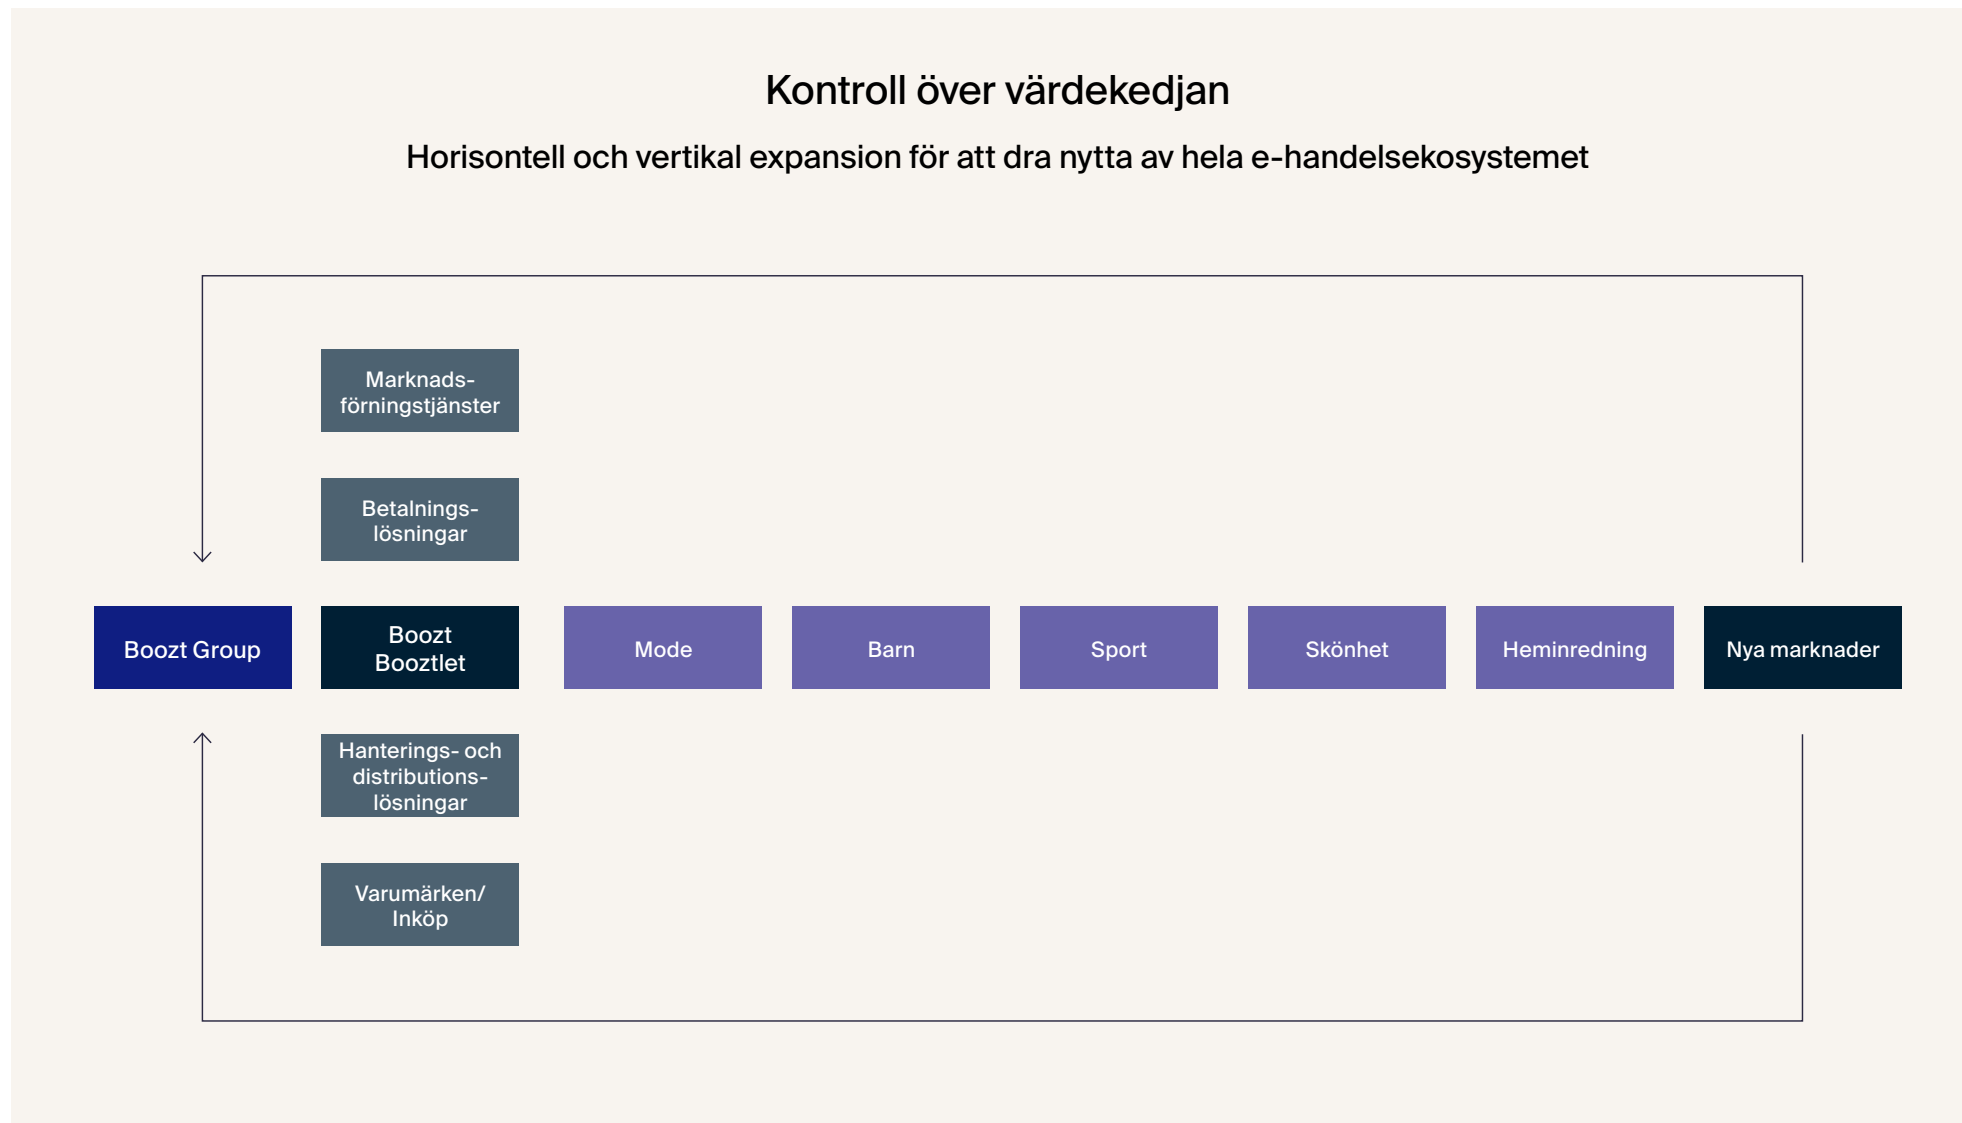 Kontroll över värdekedjan
Horisontell och vertikal expansion för att dra nytta av hela e-handelsekosystemet
Marknads-
förningstjänster
Betalnings-
lösningar
Boozt Group
Boozt
Booztlet
Mode
Barn
Sport
Skönhet
Heminredning
Nya marknader
Hanterings- och
distributions-
lösningar
Varumärken/
Inköp